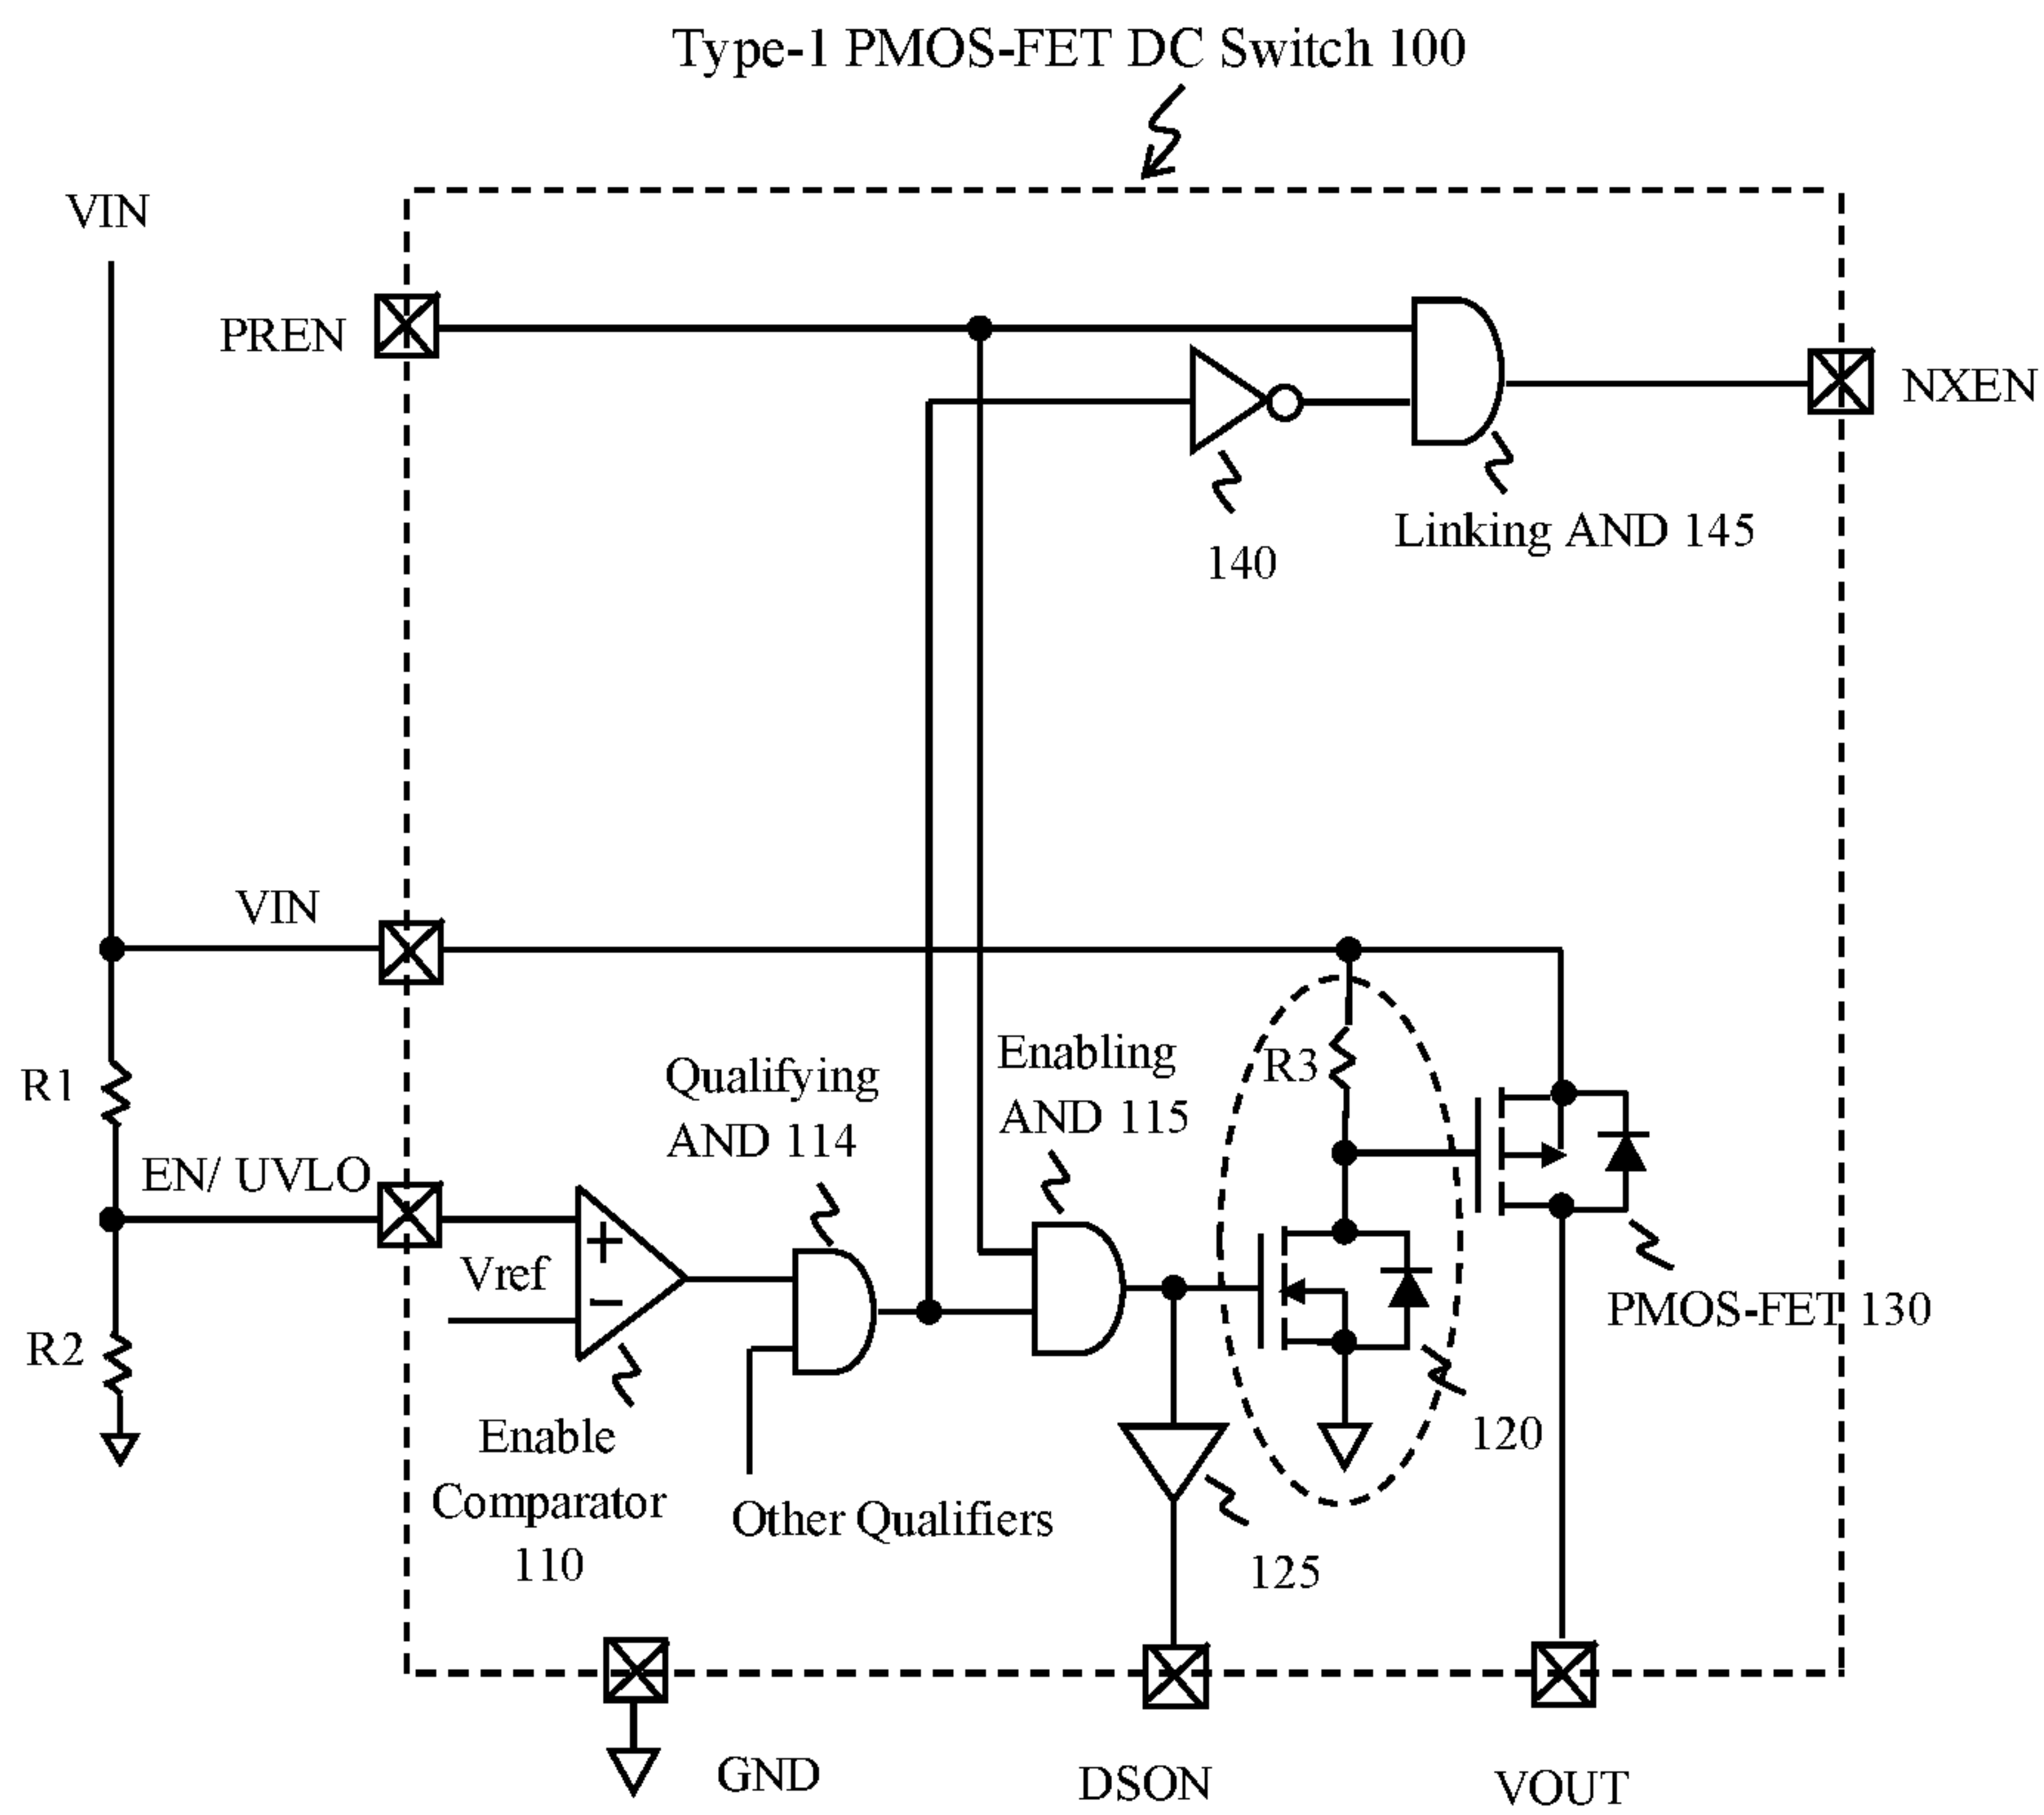 Type-1 PMOS-FET DC Switch 100
VIN
PREN
NXEN
Linking AND 145
140
VIN
R1
Qualifying
AND 114
Enabling
AND 115
R3
EN/ UVLO
Vref
+
−
PMOS-FET 130
R2
Enable
Comparator
110
Other Qualifiers
120
125
GND
DSON
VOUT